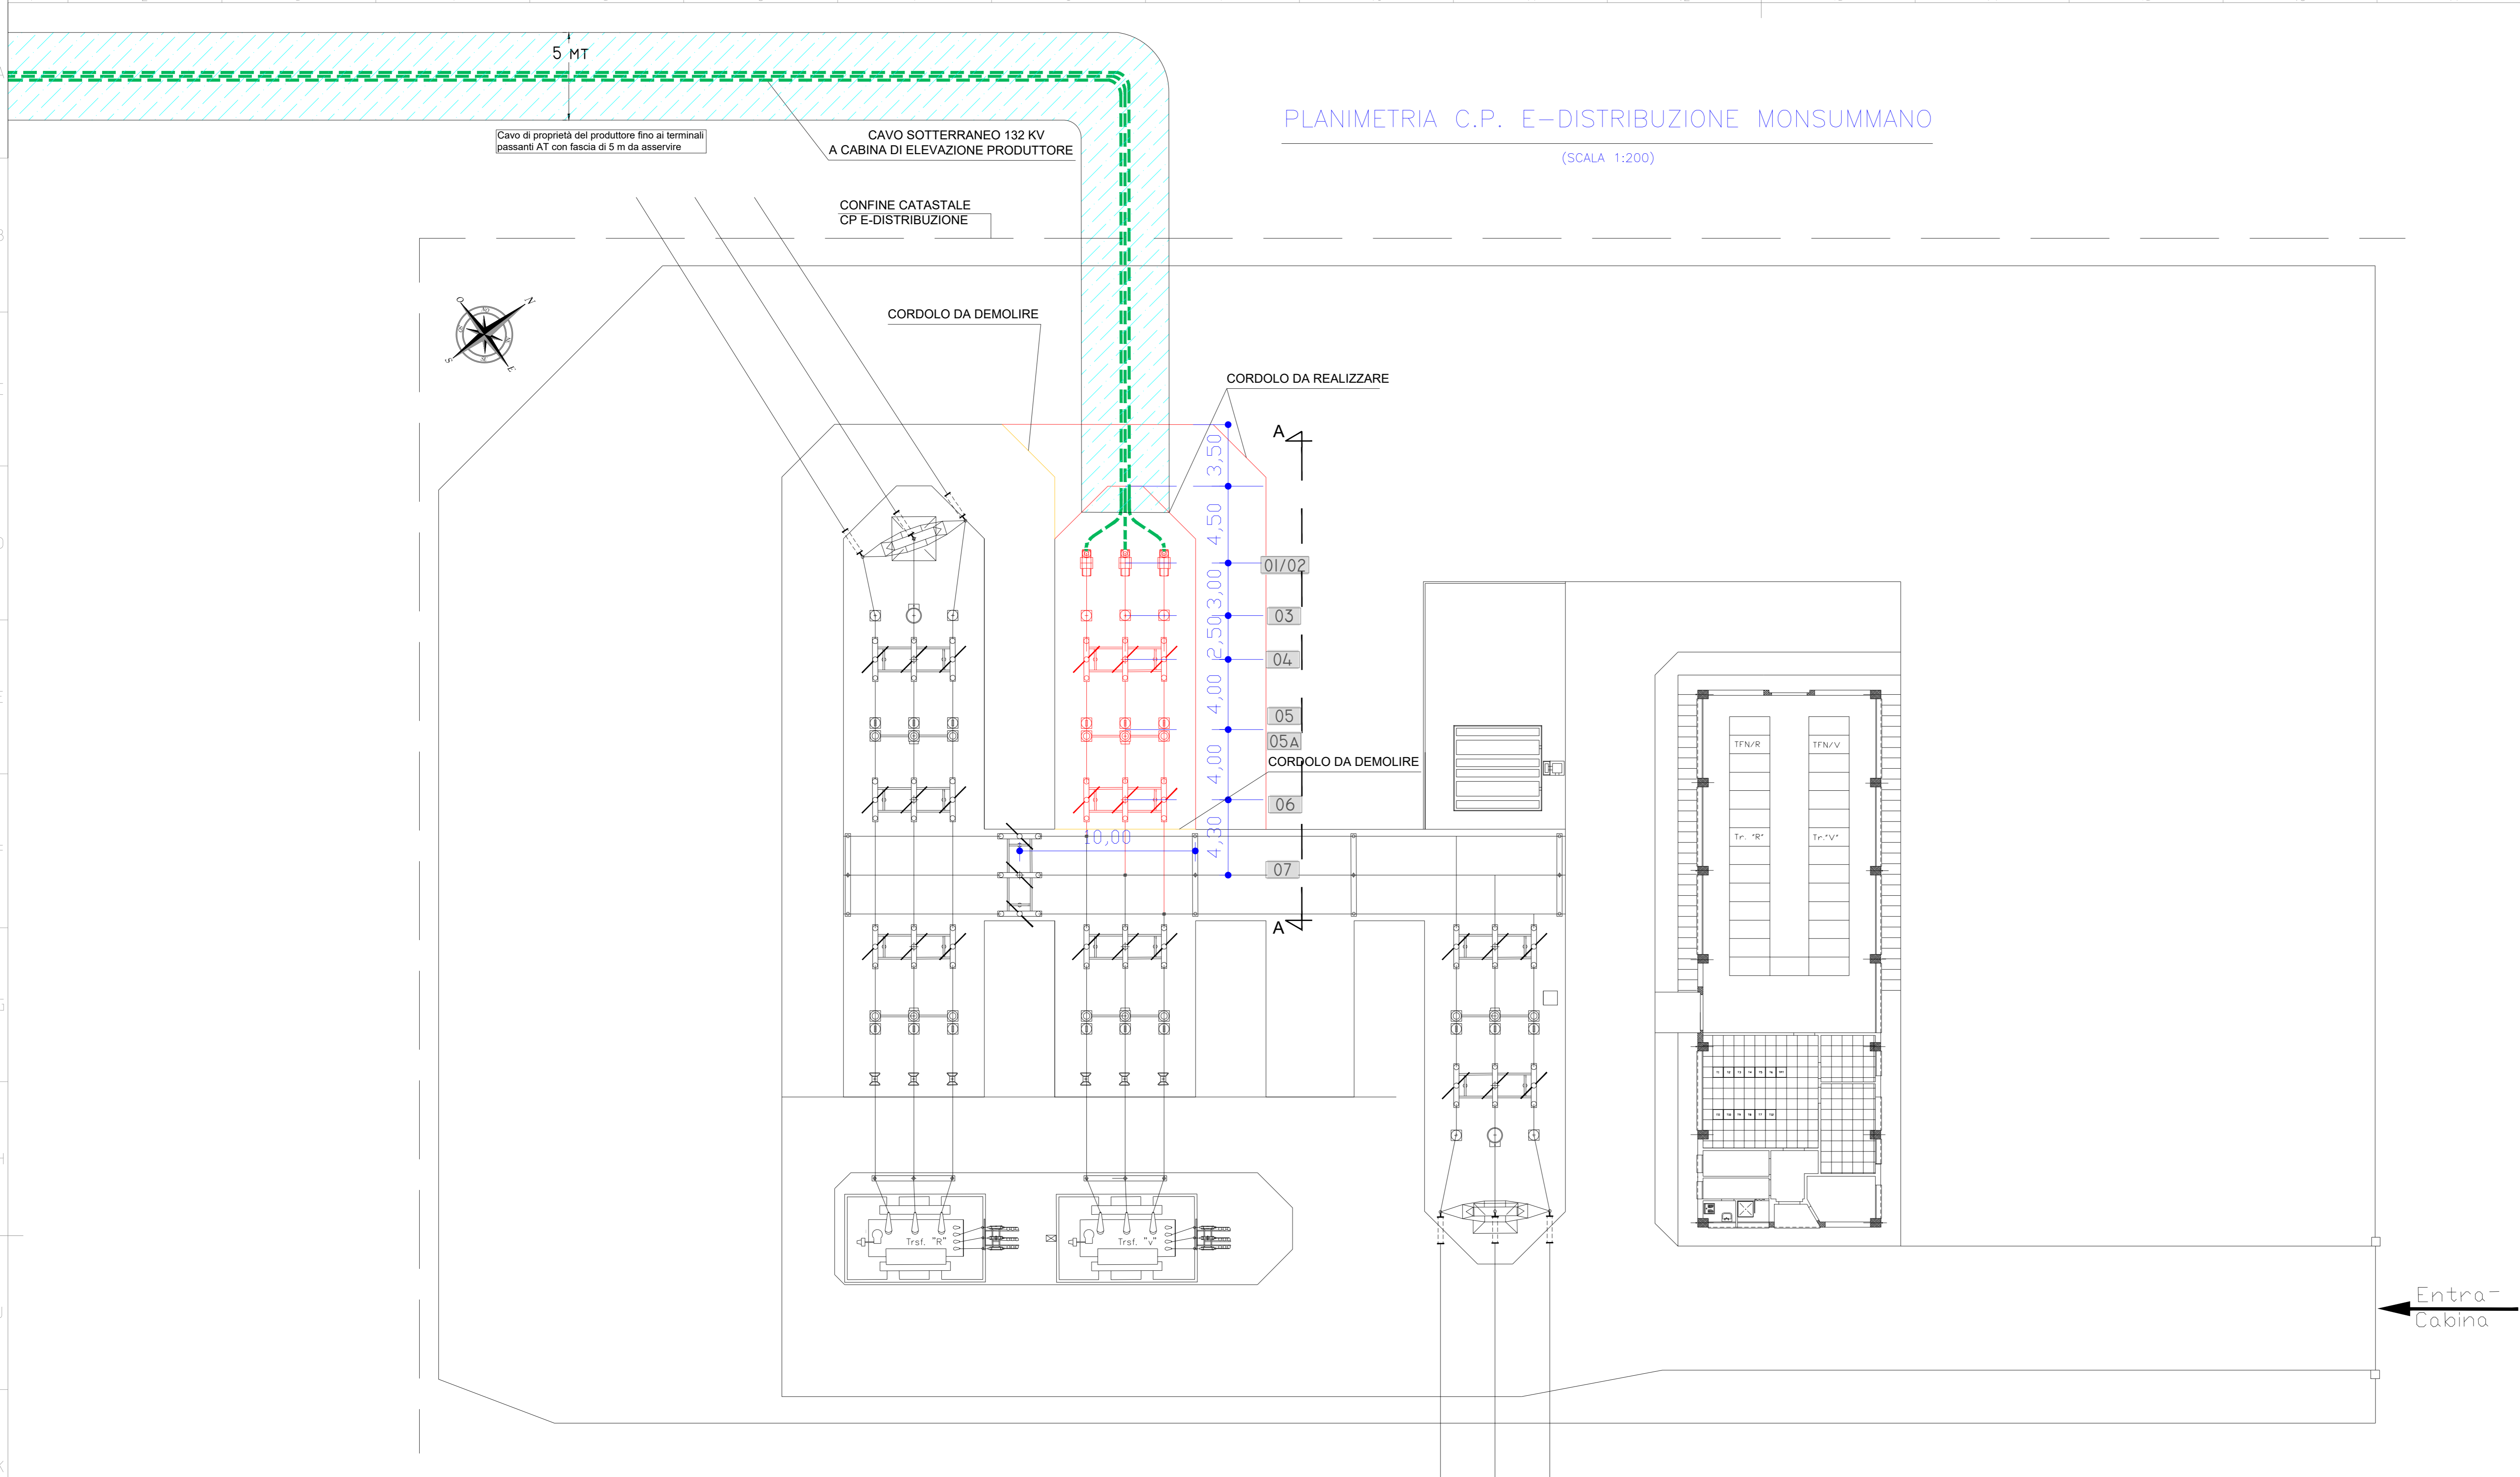 5 MT
Cavo di proprietà del produttore fino ai terminali
passanti AT con fascia di 5 m da asservire
CAVO SOTTERRANEO 132 KV
A CABINA DI ELEVAZIONE PRODUTTORE
PLANIMETRIA C.P. E-DISTRIBUZIONE MONSUMMANO
(SCALA 1:200)
CONFINE CATASTALE
CP E-DISTRIBUZIONE
O
N
S
E
CORDOLO DA DEMOLIRE
CORDOLO DA REALIZZARE
A
3,50
4,50
01/02
3,00
03
2,50
04
4,00
05
05A
4,00
CORDOLO DA DEMOLIRE
06
4,30
10,00
07
A
TFN/R
TFN/V
Tr. "R"
Tr."V"
Trsf. "R"
Trsf. "v"
Entra-
Cabina